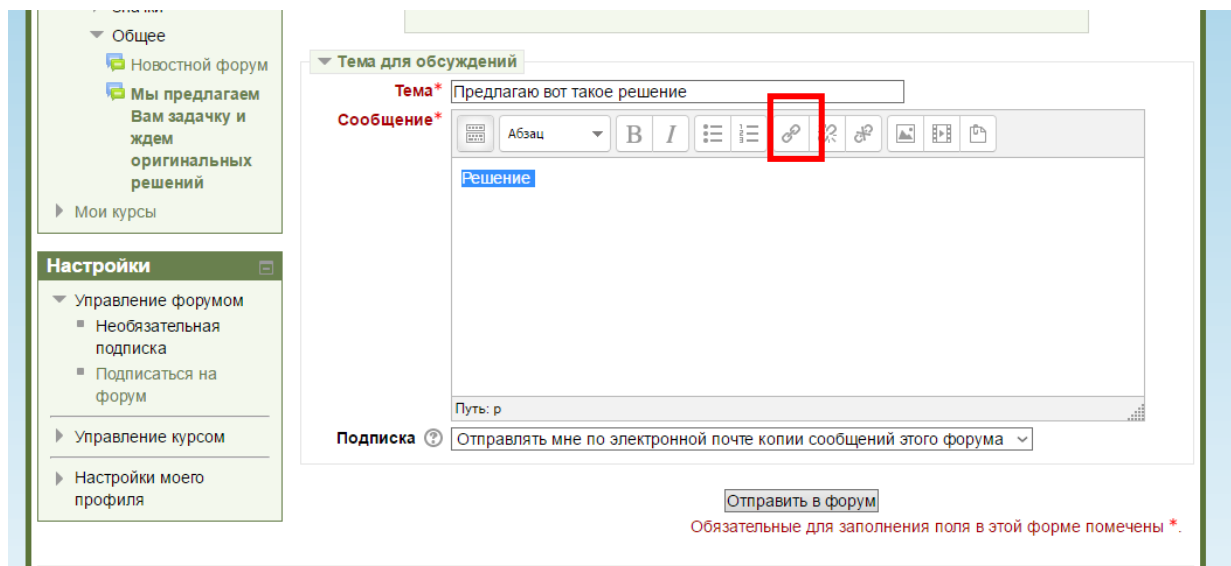 Общее
Новостной форум
Мы предлагаем
Вам задачку и
ждем
оригинальных
решений
Мои курсы
Настройки
Управление форумом
Необязательная
подписка
Подписаться на
форум
Управление курсом
Настройки моего
профиля
Тема для обсуждений
Тема* Предлагаю вот такое решение
Сообщение*
Абзац B I
Решение
Путь: p
Подписка ? Отправлять мне по электронной почте копии сообщений этого форума
Отправить в форум
Обязательные для заполнения поля в этой форме помечены *.